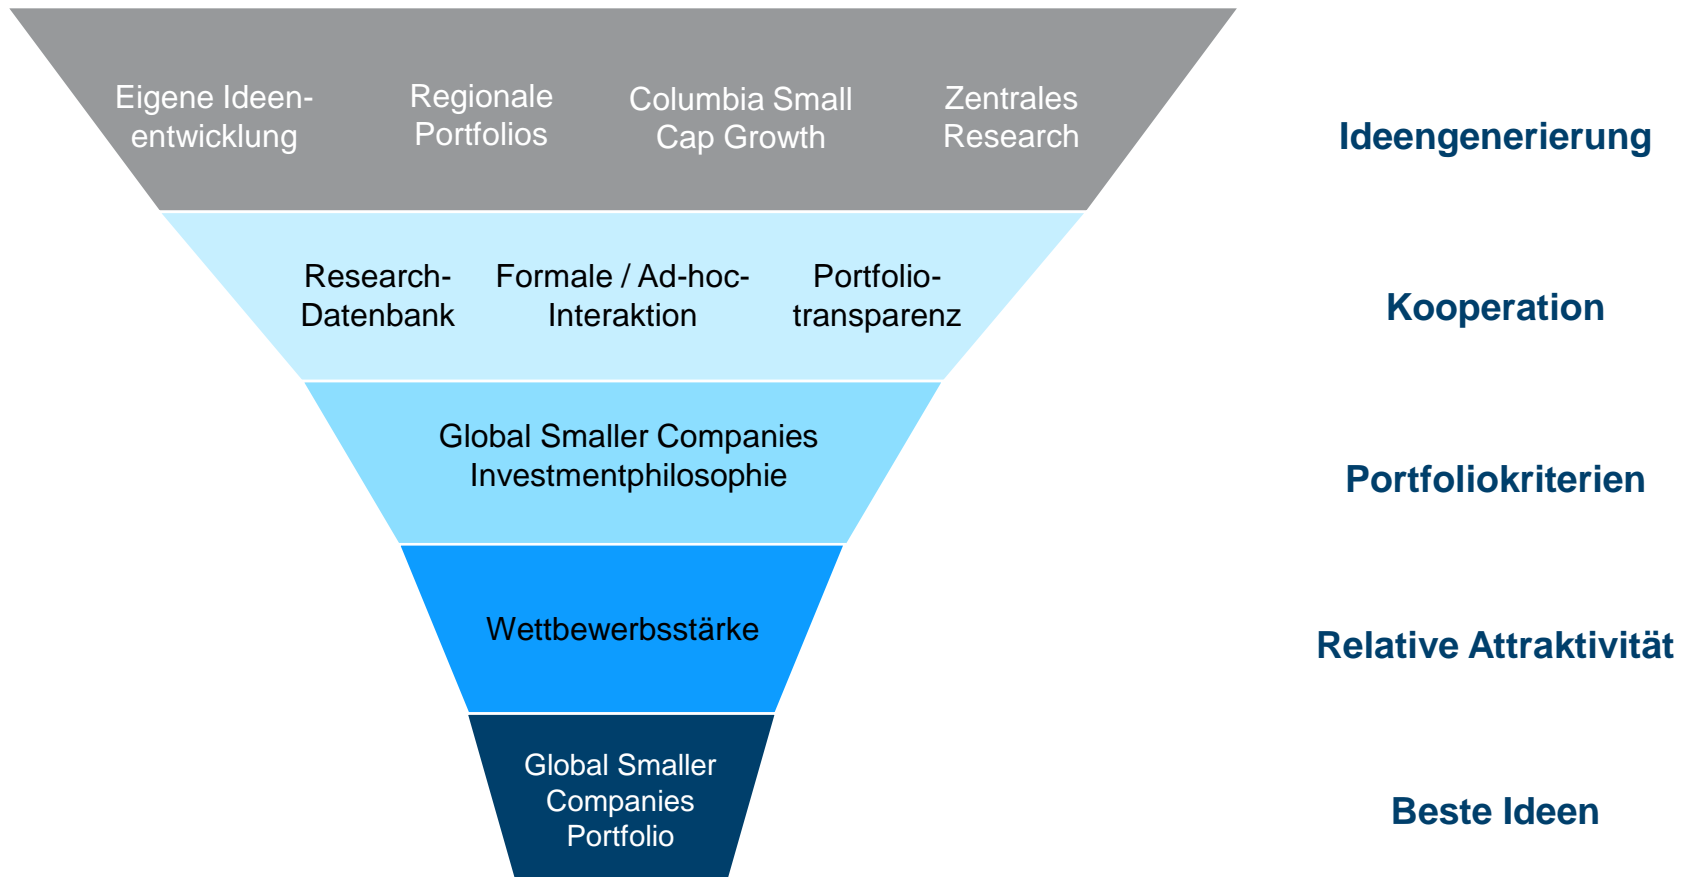 Eigene Ideen-
entwicklung
Regionale
Portfolios
Columbia Small
Cap Growth
Zentrales
Research
Ideengenerierung
Research-
Datenbank
Formale / Ad-hoc-
Interaktion
Portfolio-
transparenz
Kooperation
Global Smaller Companies
Investmentphilosophie
Portfoliokriterien
Wettbewerbsstärke
Relative Attraktivität
Global Smaller
Companies
Portfolio
Beste Ideen